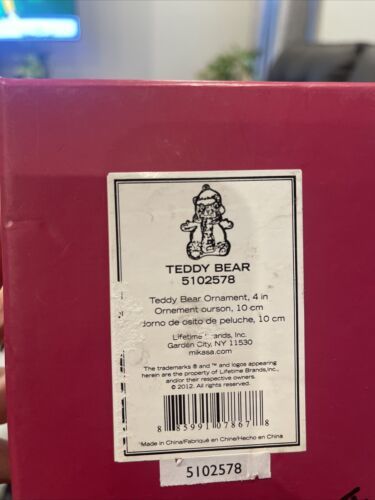 TEDDY BEAR
5102578
Teddy Bear Ornament, 4 in
Ornement ourson, 10 cm
dorno de osito de peluche, 10 cm
Lifetime Brands, Inc.
Garden City, NY 11530
mikasa.com
The trademarks ® and ™ and logos appearing
herein are the property of Lifetime Brands,Inc.,
and/or their respective owners.
© 2012. All rights reserved.
8 85991 07867 8
Made in China/Fabriqué en Chine/Hecho en China
5102578